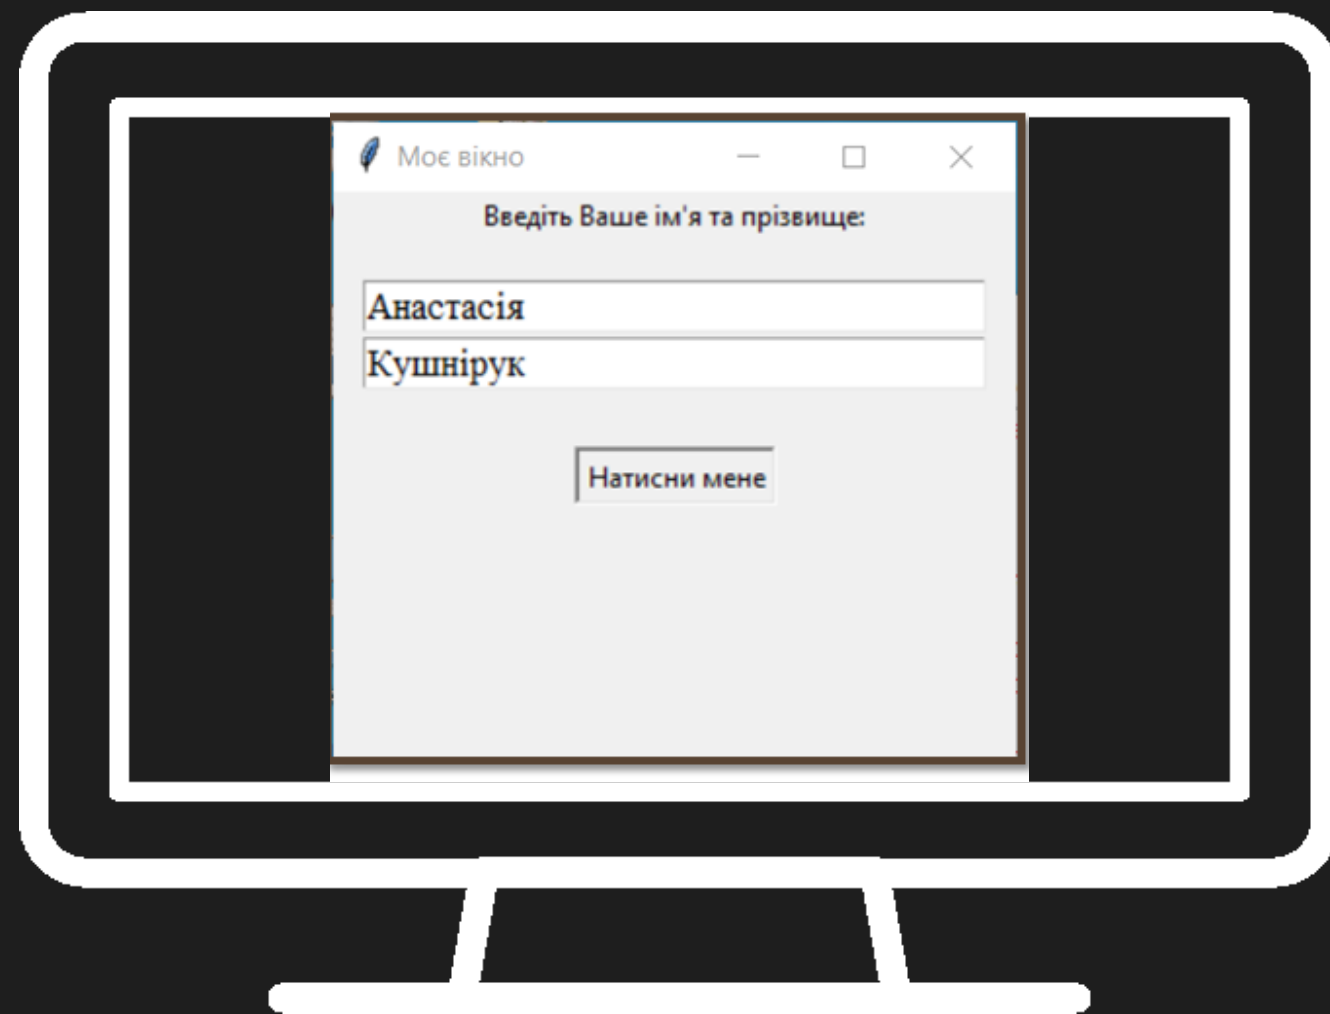 Моє вікно
Введіть Ваше ім'я та прізвище:
Анастасія
Кушнірук
Натисни мене